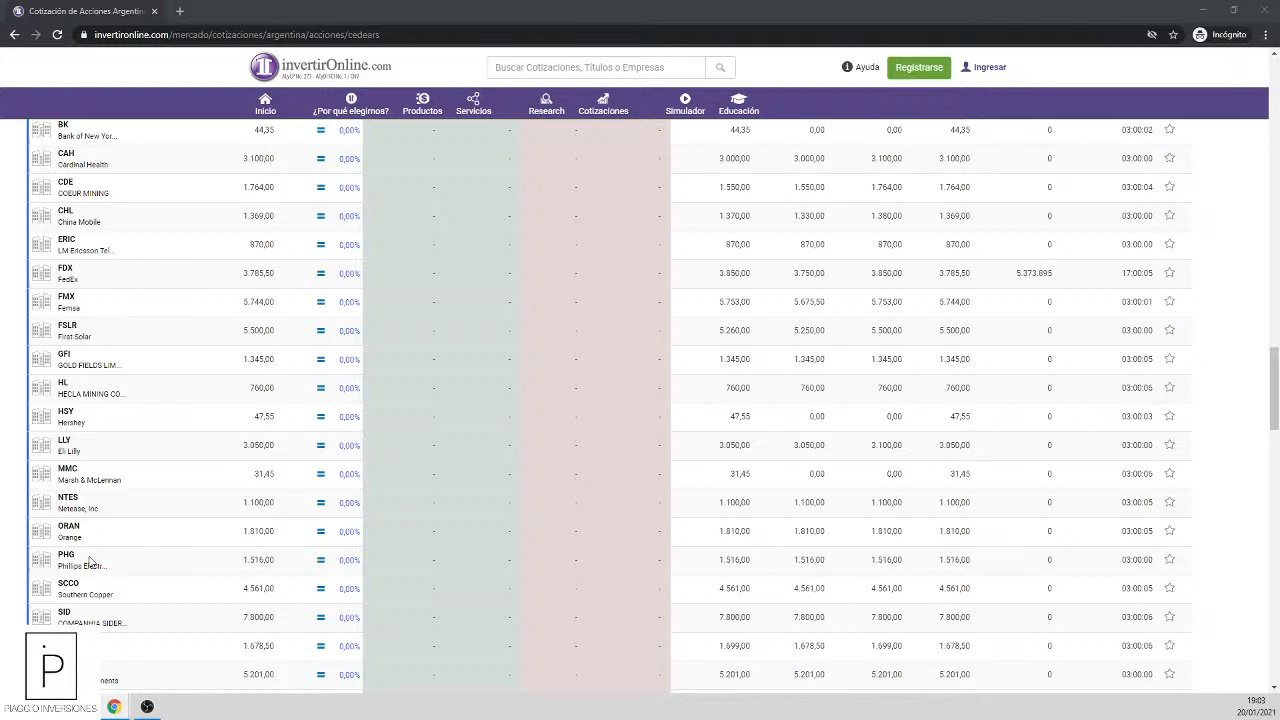 Cotización de Acciones Argentin
invertironline.com/mercado/cotizaciones/argentina/acciones/cedears
Incógnito
invertirOnline.com
Buscar Cotizaciones, Títulos o Empresas
Ayuda
Registrarse
Ingresar
Inicio
¿Por qué elegirnos?
Productos
Servicios
Research
Cotizaciones
Simulador
Educación
BK
Bank of New Yor...
44,35 0,00% - - - - 44,35 0,00 0,00 44,35 0 03:00:02
CAH
Cardinal Health
3.100,00 0,00% - - - - 3.000,00 3.000,00 3.100,00 3.100,00 0 03:00:00
CDE
COEUR MINING
1.764,00 0,00% - - - - 1.550,00 1.550,00 1.764,00 1.764,00 0 03:00:04
CHL
China Mobile
1.369,00 0,00% - - - - 1.370,00 1.330,00 1.380,00 1.369,00 0 03:00:00
ERIC
LM Ericsson Tel...
870,00 0,00% - - - - 870,00 870,00 870,00 870,00 0 03:00:00
FDX
FedEx
3.785,50 0,00% - - - - 3.850,00 3.750,00 3.850,00 3.785,50 5.373.895 17:00:05
FMX
Femsa
5.744,00 0,00% - - - - 5.753,00 5.675,50 5.753,00 5.744,00 0 03:00:01
FSLR
First Solar
5.500,00 0,00% - - - - 5.260,00 5.250,00 5.500,00 5.500,00 0 03:00:00
GFI
GOLD FIELDS LIM...
1.345,00 0,00% - - - - 1.345,00 1.345,00 1.345,00 1.345,00 0 03:00:05
HL
HECLA MINING CO...
760,00 0,00% - - - - 760,00 760,00 760,00 760,00 0 03:00:06
HSY
Hershey
47,55 0,00% - - - - 47,55 0,00 0,00 47,55 0 03:00:03
LLY
Eli Lilly
3.050,00 0,00% - - - - 3.050,00 3.050,00 3.100,00 3.050,00 0 03:00:00
MMC
Marsh & McLennan
31,45 0,00% - - - - 31,45 0,00 0,00 31,45 0 03:00:06
NTES
Netease, Inc.
1.100,00 0,00% - - - - 1.100,00 1.100,00 1.100,00 1.100,00 0 03:00:05
ORAN
Orange
1.810,00 0,00% - - - - 1.810,00 1.810,00 1.810,00 1.810,00 0 03:00:05
PHG
Phillips
1.516,00 0,00% - - - - 1.516,00 1.516,00 1.516,00 1.516,00 0 03:00:00
SCCO
Southern Copper
4.561,00 0,00% - - - - 4.561,00 4.561,00 4.561,00 4.561,00 0 03:00:05
SID
COMPANHIA SIDER...
7.800,00 0,00% - - - - 7.800,00 7.800,00 7.800,00 7.800,00 0 03:00:06
1.678,50 0,00% - - - - 1.699,00 1.678,50 1.699,00 1.678,50 0 03:00:06
ments
5.201,00 0,00% - - - - 5.201,00 5.201,00 5.201,00 5.201,00 0 03:00:00
iP
PIAGGIO INVERSIONES
19:03
20/01/2021